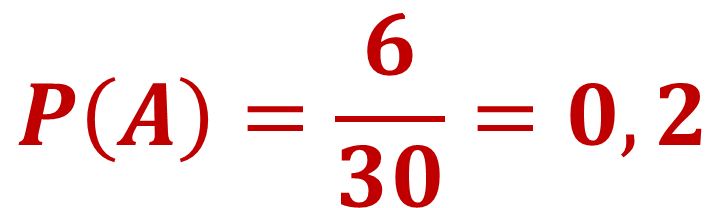 P(A) = 6/30 = 0,2